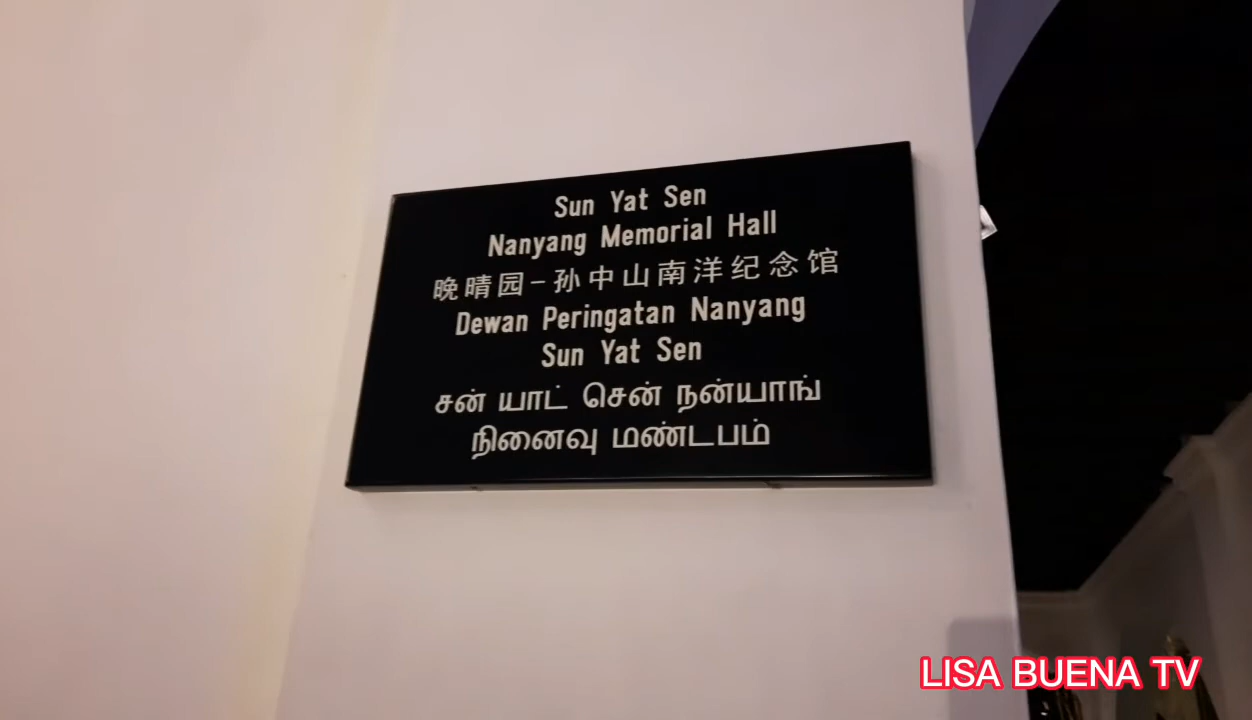 Sun Yat Sen
Nanyang Memorial Hall
晚晴园-孙中山南洋纪念馆
Dewan Peringatan Nanyang
Sun Yat Sen
சன் யாட் சென் நன்யாங்
நினைவு மண்டபம்
LISA BUENA TV